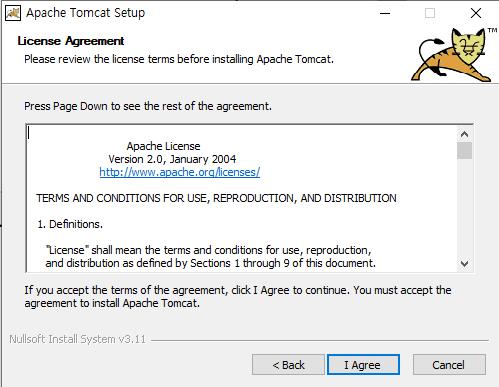 Apache Tomcat Setup
License Agreement
Please review the license terms before installing Apache Tomcat.
TM
Press Page Down to see the rest of the agreement.
Apache License
Version 2.0, January 2004
http://www.apache.org/licenses/
TERMS AND CONDITIONS FOR USE, REPRODUCTION, AND DISTRIBUTION
1. Definitions.
"License" shall mean the terms and conditions for use, reproduction,
and distribution as defined by Sections 1 through 9 of this document.
If you accept the terms of the agreement, click I Agree to continue. You must accept the
agreement to install Apache Tomcat.
Nullsoft Install System v3.11
< Back
I Agree
Cancel